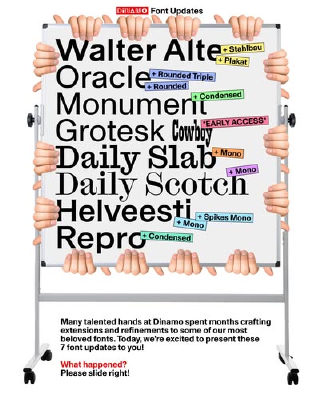 DINAMO Font Updates
Walter Alte
+ Stahlbau
+ Plakat
Oracle
+ Rounded Triple
+ Rounded
Monument
+ Condensed
Grotesk Cowboy
*EARLY ACCESS*
Daily Slab
+ Mono
Daily Scotch
+ Mono
Helveesti
+ Spikes Mono
+ Mono
Repro
+ Condensed
Many talented hands at Dinamo spent months crafting
extensions and refinements to some of our most
beloved fonts. Today, we're excited to present these
7 font updates to you!
What happened?
Please slide right!